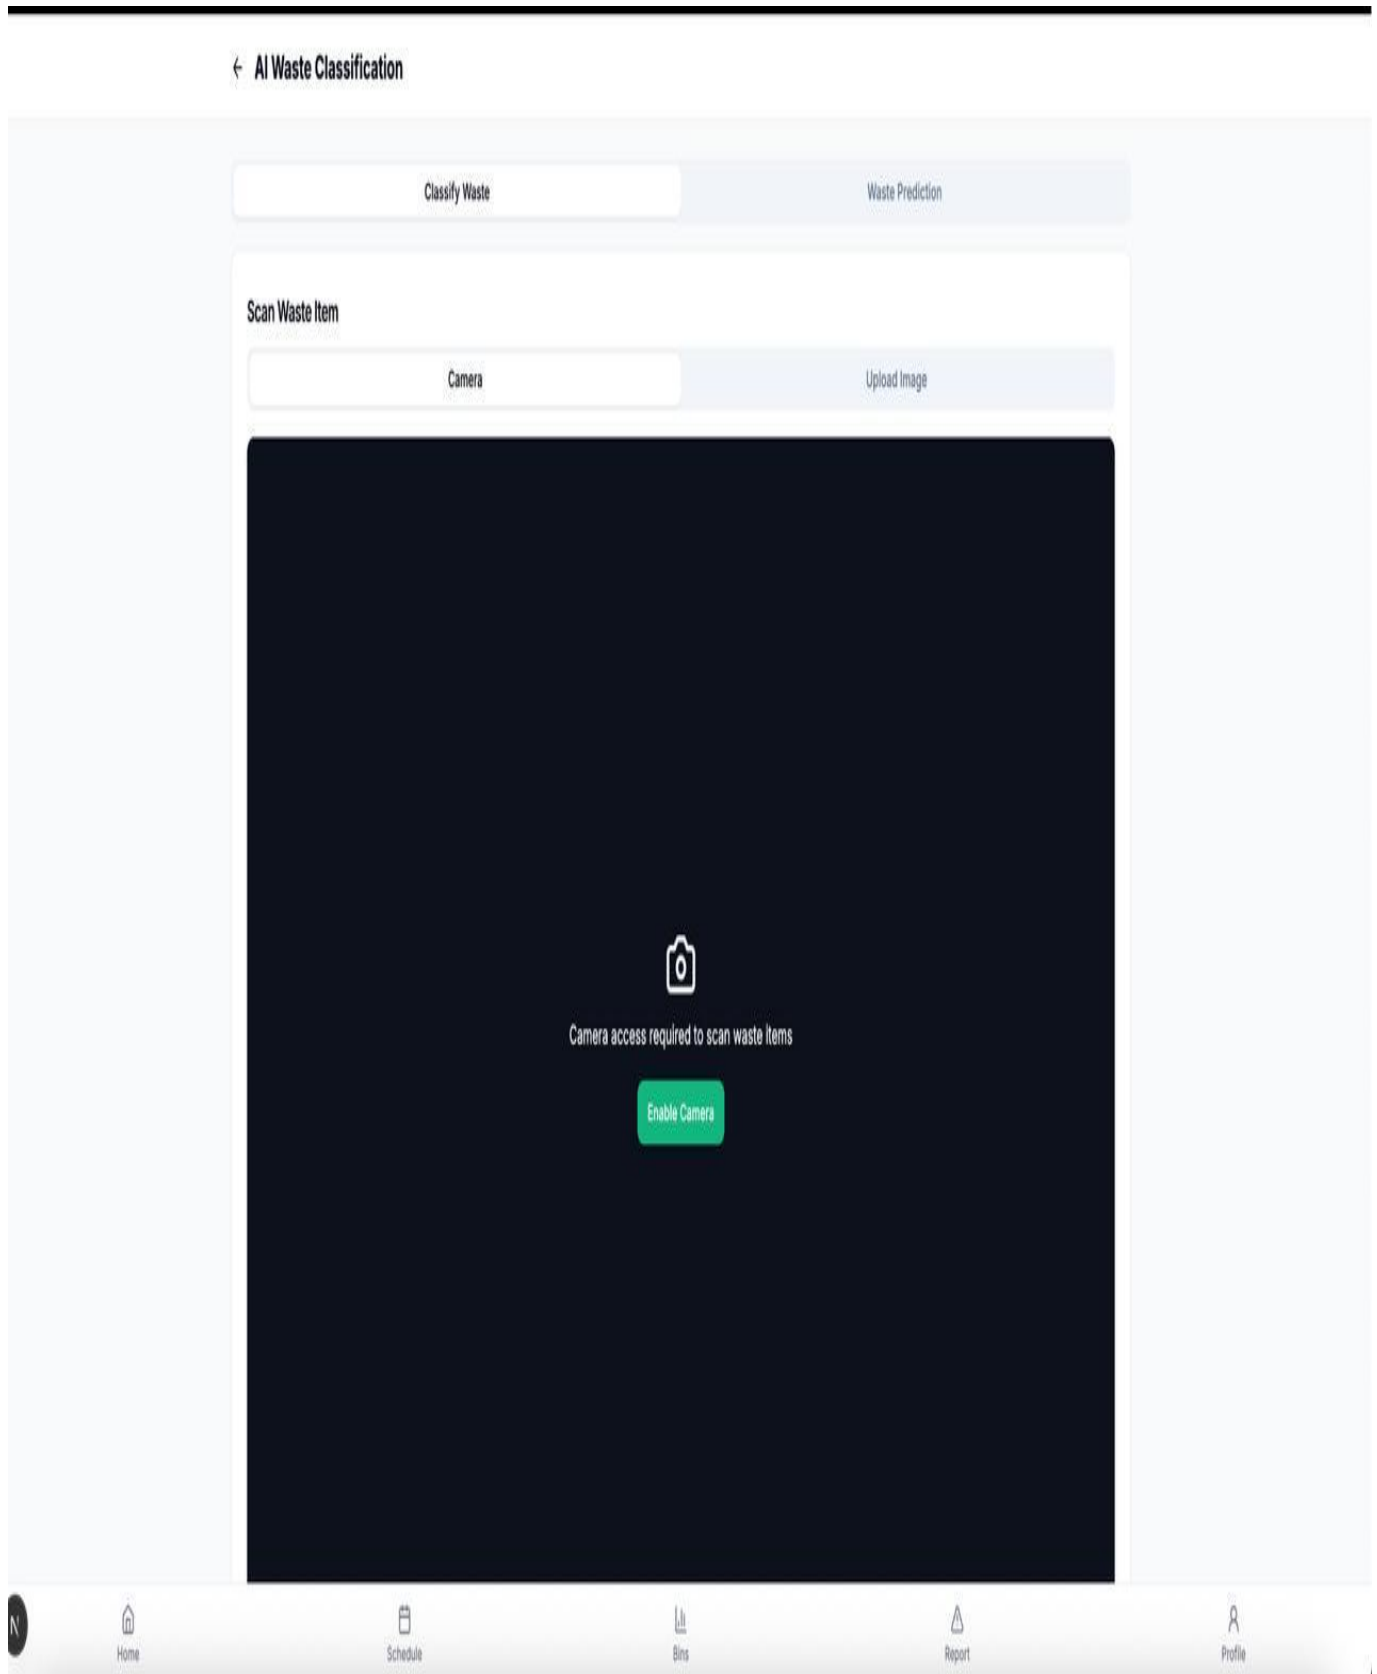 AI Waste Classification
Classify Waste Waste Prediction
Scan Waste Item
Camera Upload Image
Camera access required to scan waste items
Enable Camera
N
Home Schedule Bins Report Profile